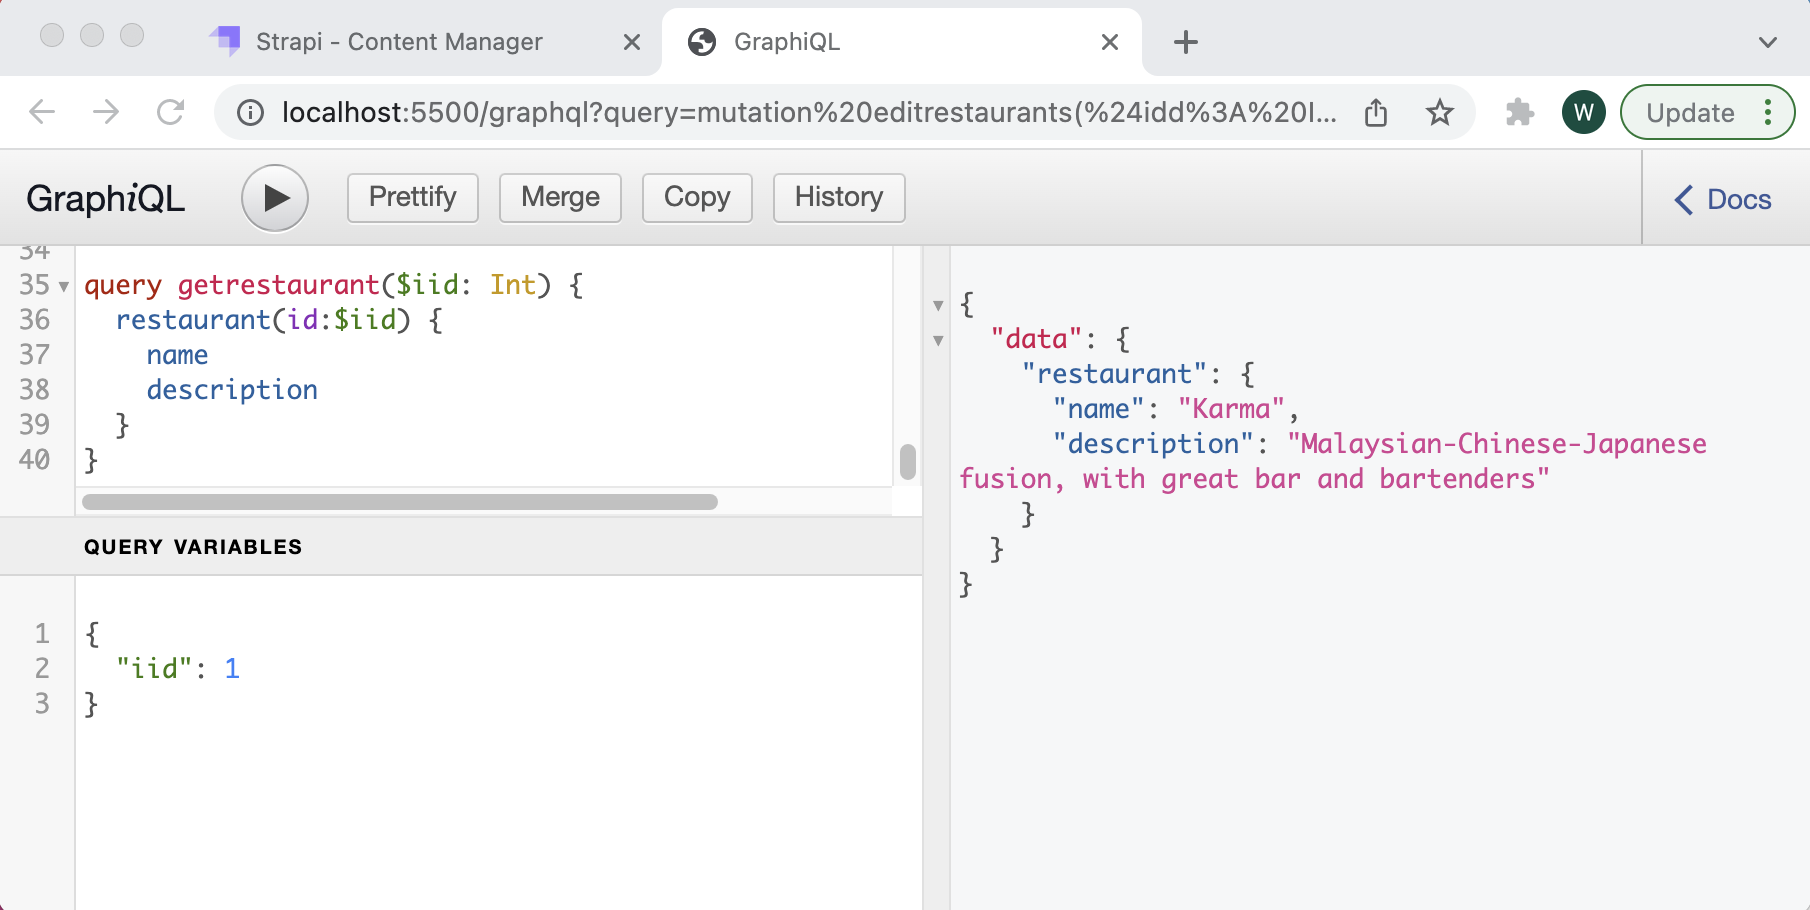 Strapi - Content Manager
GraphiQL
localhost:5500/graphql?query=mutation%20editrestaurants(%24idd%3A%20I...
W
Update
GraphiQL
Prettify
Merge
Copy
History
Docs
34
35 query getrestaurant($iid: Int) {
36 restaurant(id:$iid) {
37 name
38 description
39 }
40 }
QUERY VARIABLES
1 {
2 "iid": 1
3 }
{
"data": {
"restaurant": {
"name": "Karma",
"description": "Malaysian-Chinese-Japanese
fusion, with great bar and bartenders"
}
}
}